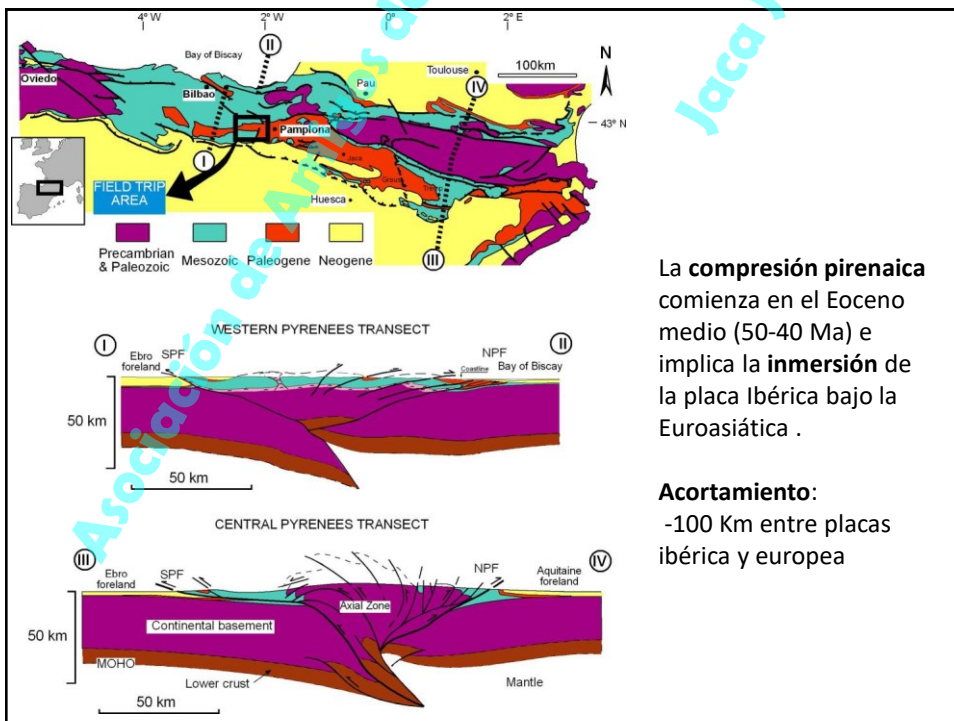 4° W
2° W
0°
2° E
II
Bay of Biscay
N
Toulouse
100km
Oviedo
Pau
IV
Bilbao
43° N
Pamplona
I
Jaca
Graus
Tremp
FIELD TRIP
AREA
Huesca
III
Precambrian
& Paleozoic
Mesozoic
Paleogene
Neogene
WESTERN PYRENEES TRANSECT
I
II
Ebro
foreland
SPF
NPF
Coastline
Bay of Biscay
50 km
50 km
CENTRAL PYRENEES TRANSECT
III
IV
Ebro
foreland
SPF
NPF
Aquitaine
foreland
Axial Zone
Continental basement
50 km
MOHO
Lower crust
Mantle
50 km
La compresión pirenaica
comienza en el Eoceno
medio (50-40 Ma) e
implica la inmersión de
la placa Ibérica bajo la
Euroasiática .
Acortamiento:
-100 Km entre placas
ibérica y europea
Asociación de Amigos de
Jaca